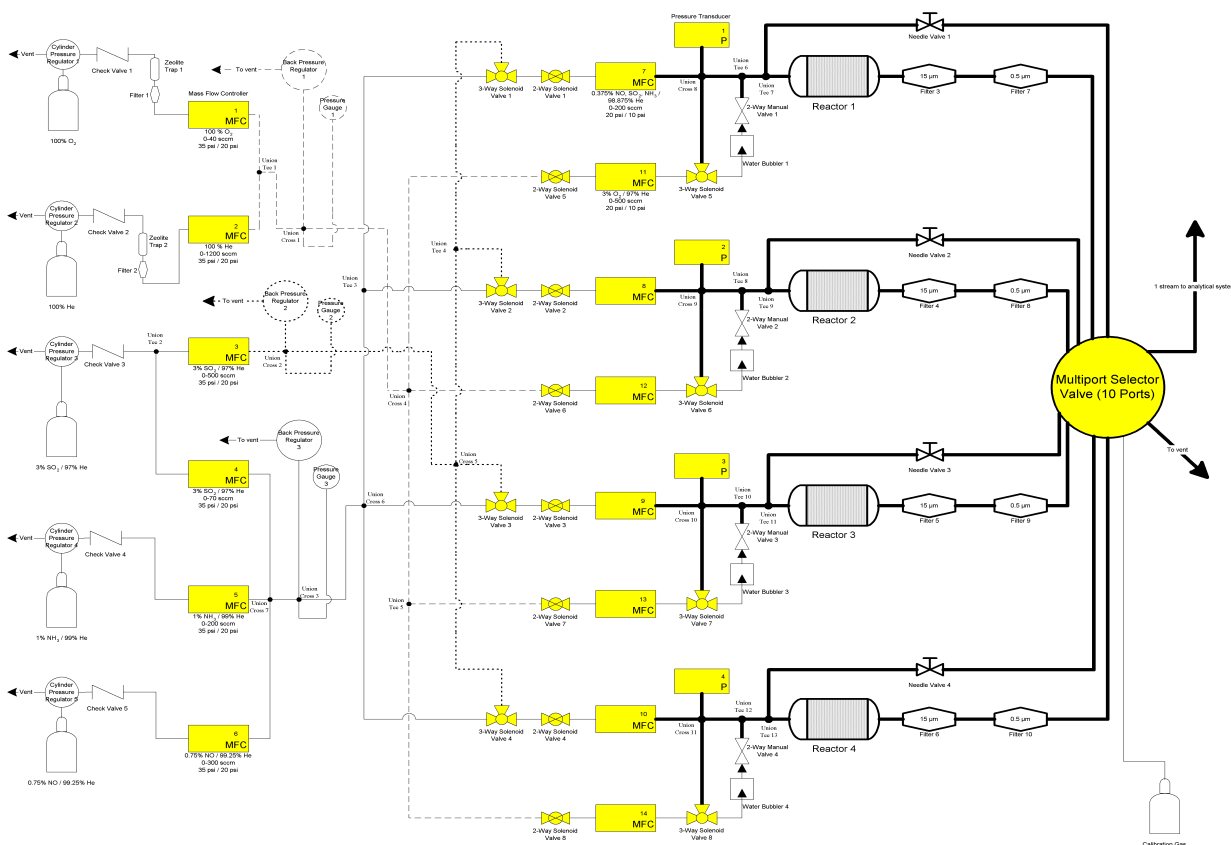 Vent
Cylinder
Pressure
Regulator 1
Check Valve 1
Zeolite
Trap 1
Filter 1
100% O2
Mass Flow Controller
1
MFC
100 % O2
0-40 sccm
35 psi / 20 psi
Union
Tee 1
To vent
Back Pressure
Regulator
1
Pressure
Gauge
1
Union
Cross 1
Vent
Cylinder
Pressure
Regulator 2
Check Valve 2
Zeolite
Trap 2
Filter 2
100% He
2
MFC
100 % He
0-1200 sccm
35 psi / 20 psi
To vent
Back Pressure
Regulator
2
Pressure
Gauge
2
Union
Cross 2
Vent
Cylinder
Pressure
Regulator 3
Check Valve 3
Union
Tee 2
3% SO2 / 97% He
3
MFC
3% SO2 / 97% He
0-500 sccm
35 psi / 20 psi
4
MFC
3% SO2 / 97% He
0-70 sccm
35 psi / 20 psi
To vent
Back Pressure
Regulator
3
Pressure
Gauge
3
Vent
Cylinder
Pressure
Regulator 4
Check Valve 4
1% NH3 / 99% He
5
MFC
1% NH3 / 99% He
0-200 sccm
35 psi / 20 psi
Union
Cross 7
Union
Cross 3
Vent
Cylinder
Pressure
Regulator 5
Check Valve 5
0.75% NO / 99.25% He
6
MFC
0.75% NO / 99.25% He
0-300 sccm
35 psi / 20 psi
Union
Tee 3
Union
Tee 4
Union
Cross 4
Union
Cross 5
Union
Cross 6
Union
Tee 5
Pressure Transducer
1
P
3-Way Solenoid
Valve 1
2-Way Solenoid
Valve 1
7
MFC
0.375% NO, SO2, NH3 /
98.875% He
0-200 sccm
20 psi / 10 psi
Union
Cross 8
Union
Tee 6
Union
Tee 7
2-Way Manual
Valve 1
Water Bubbler 1
2-Way Solenoid
Valve 5
11
MFC
3% O2 / 97% He
0-500 sccm
20 psi / 10 psi
3-Way Solenoid
Valve 5
Needle Valve 1
Reactor 1
15 µm
Filter 3
0.5 µm
Filter 7
2
P
3-Way Solenoid
Valve 2
2-Way Solenoid
Valve 2
8
MFC
Union
Cross 9
Union
Tee 8
Union
Tee 9
2-Way Manual
Valve 2
Water Bubbler 2
2-Way Solenoid
Valve 6
12
MFC
3-Way Solenoid
Valve 6
Needle Valve 2
Reactor 2
15 µm
Filter 4
0.5 µm
Filter 8
3
P
3-Way Solenoid
Valve 3
2-Way Solenoid
Valve 3
9
MFC
Union
Cross 10
Union
Tee 10
Union
Tee 11
2-Way Manual
Valve 3
Water Bubbler 3
2-Way Solenoid
Valve 7
13
MFC
3-Way Solenoid
Valve 7
Needle Valve 3
Reactor 3
15 µm
Filter 5
0.5 µm
Filter 9
4
P
3-Way Solenoid
Valve 4
2-Way Solenoid
Valve 4
10
MFC
Union
Cross 11
Union
Tee 12
Union
Tee 13
2-Way Manual
Valve 4
Water Bubbler 4
2-Way Solenoid
Valve 8
14
MFC
3-Way Solenoid
Valve 8
Needle Valve 4
Reactor 4
15 µm
Filter 6
0.5 µm
Filter 10
Multiport Selector
Valve (10 Ports)
1 stream to analytical system
To vent
Calibration Gas